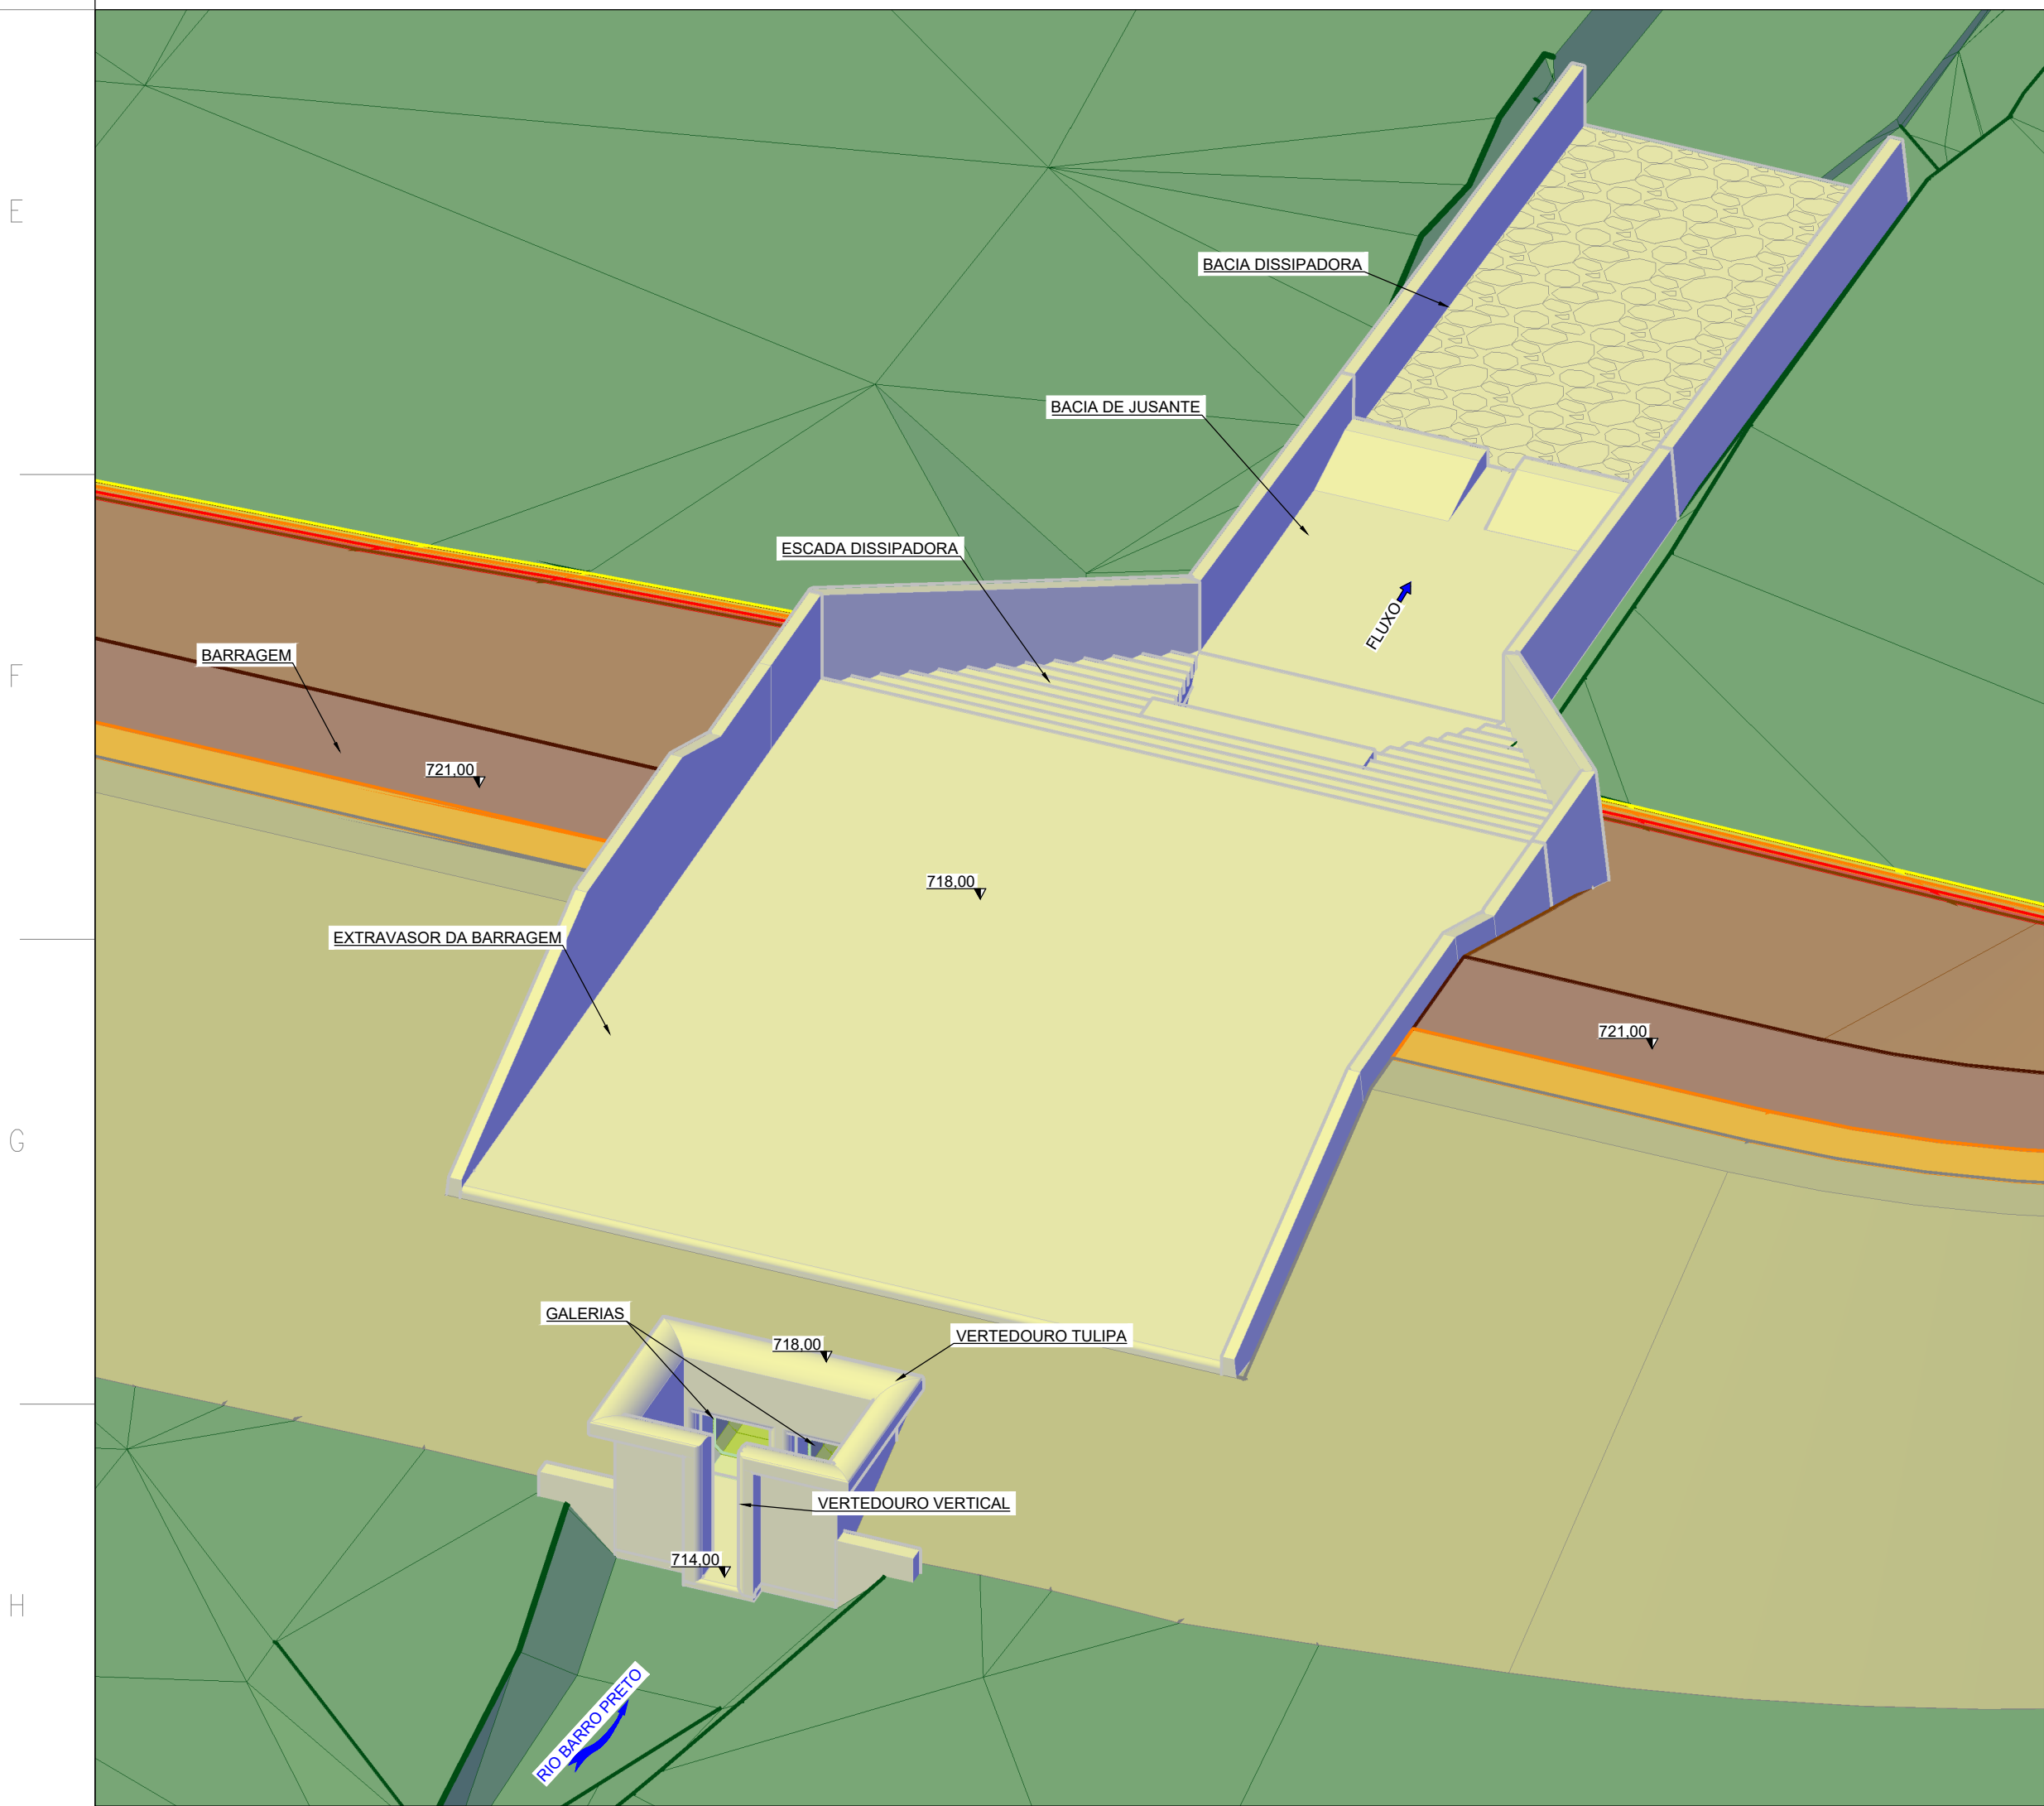 E
BACIA DISSIPADORA
BACIA DE JUSANTE
ESCADA DISSIPADORA
FLUXO
BARRAGEM
F
721,00
718,00
EXTRAVASOR DA BARRAGEM
721,00
G
GALERIAS
718,00
VERTEDOURO TULIPA
VERTEDOURO VERTICAL
714,00
H
RIO BARRO PRETO